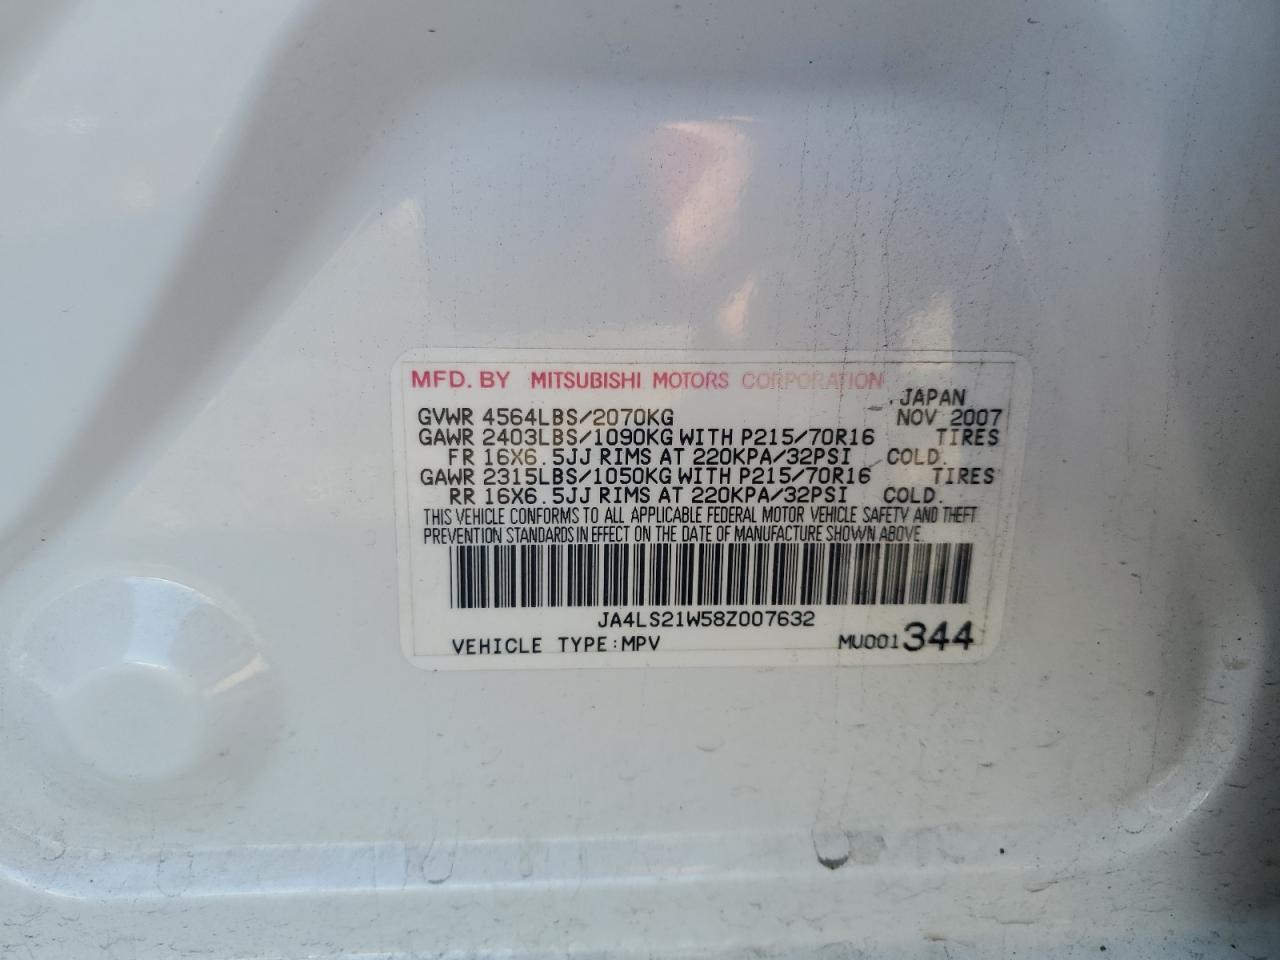 MFD. BY MITSUBISHI MOTORS CORPORATION
JAPAN
GVWR 4564LBS/2070KG NOV 2007
GAWR 2403LBS/1090KG WITH P215/70R16 TIRES
FR 16X6.5JJ RIMS AT 220KPA/32PSI COLD.
GAWR 2315LBS/1050KG WITH P215/70R16 TIRES
RR 16X6.5JJ RIMS AT 220KPA/32PSI COLD.
THIS VEHICLE CONFORMS TO ALL APPLICABLE FEDERAL MOTOR VEHICLE SAFETY AND THEFT
PREVENTION STANDARDS IN EFFECT ON THE DATE OF MANUFACTURE SHOWN ABOVE.
JA4LS21W58Z007632
VEHICLE TYPE:MPV MU001344